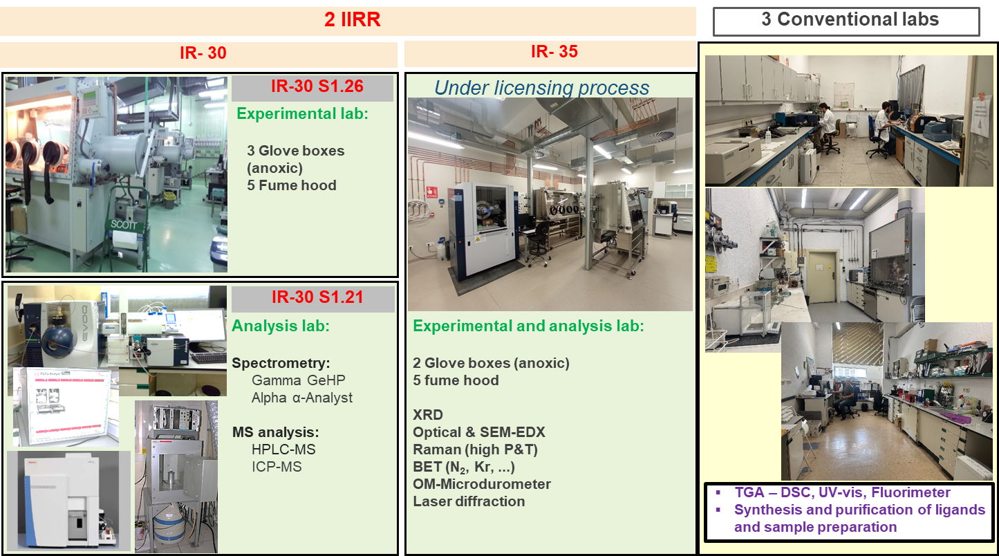 2 IIRR
3 Conventional labs
IR- 30
IR- 35
IR-30 S1.26
Experimental lab:
3 Glove boxes
(anoxic)
5 Fume hood
SCOTT
IR-30 S1.21
Analysis lab:
Spectrometry:
Gamma GeHP
Alpha α-Analyst
MS analysis:
HPLC-MS
ICP-MS
EVOQ
Alpha Analyst
Under licensing process
Experimental and analysis lab:
2 Glove boxes (anoxic)
5 fume hood
XRD
Optical & SEM-EDX
Raman (high P&T)
BET (N₂, Kr, ...)
OM-Microdurometer
Laser diffraction
▪ TGA – DSC, UV-vis, Fluorimeter
▪ Synthesis and purification of ligands
and sample preparation